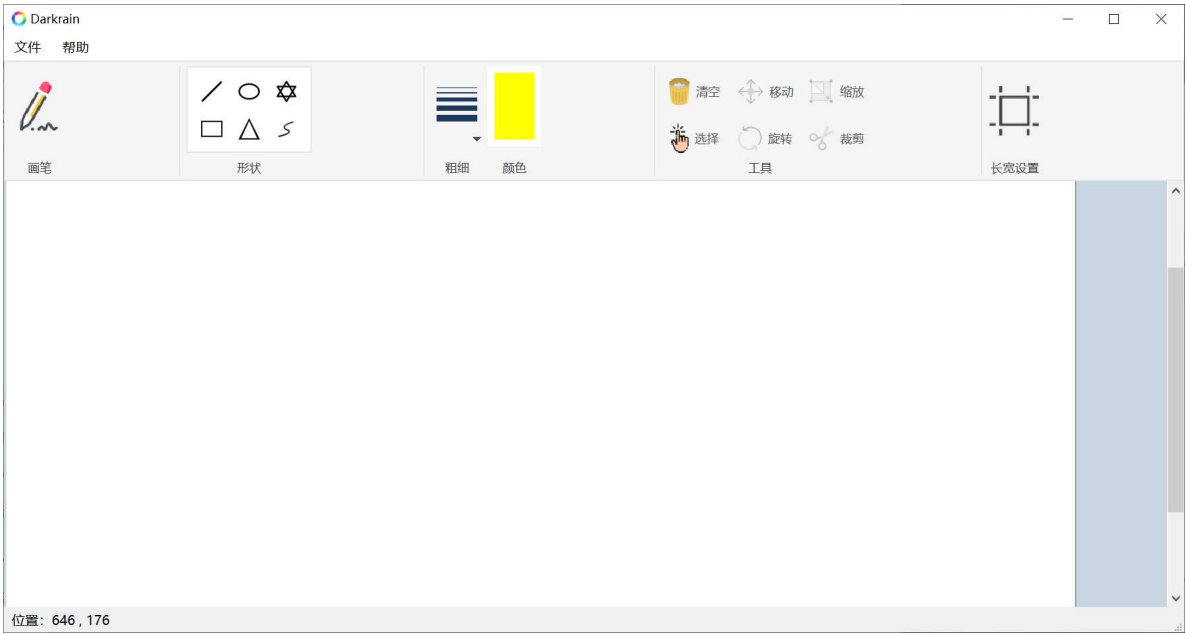 Darkrain
文件 帮助
清空 移动 缩放
选择 旋转 裁剪
画笔 形状 粗细 颜色 工具 长宽设置
位置: 646 , 176